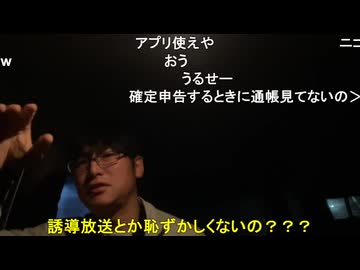 アプリ使えや
ニコ
w
おう
うるせー
確定申告するときに通帳見てないの＞
誘導放送とか恥ずかしくないの？？？